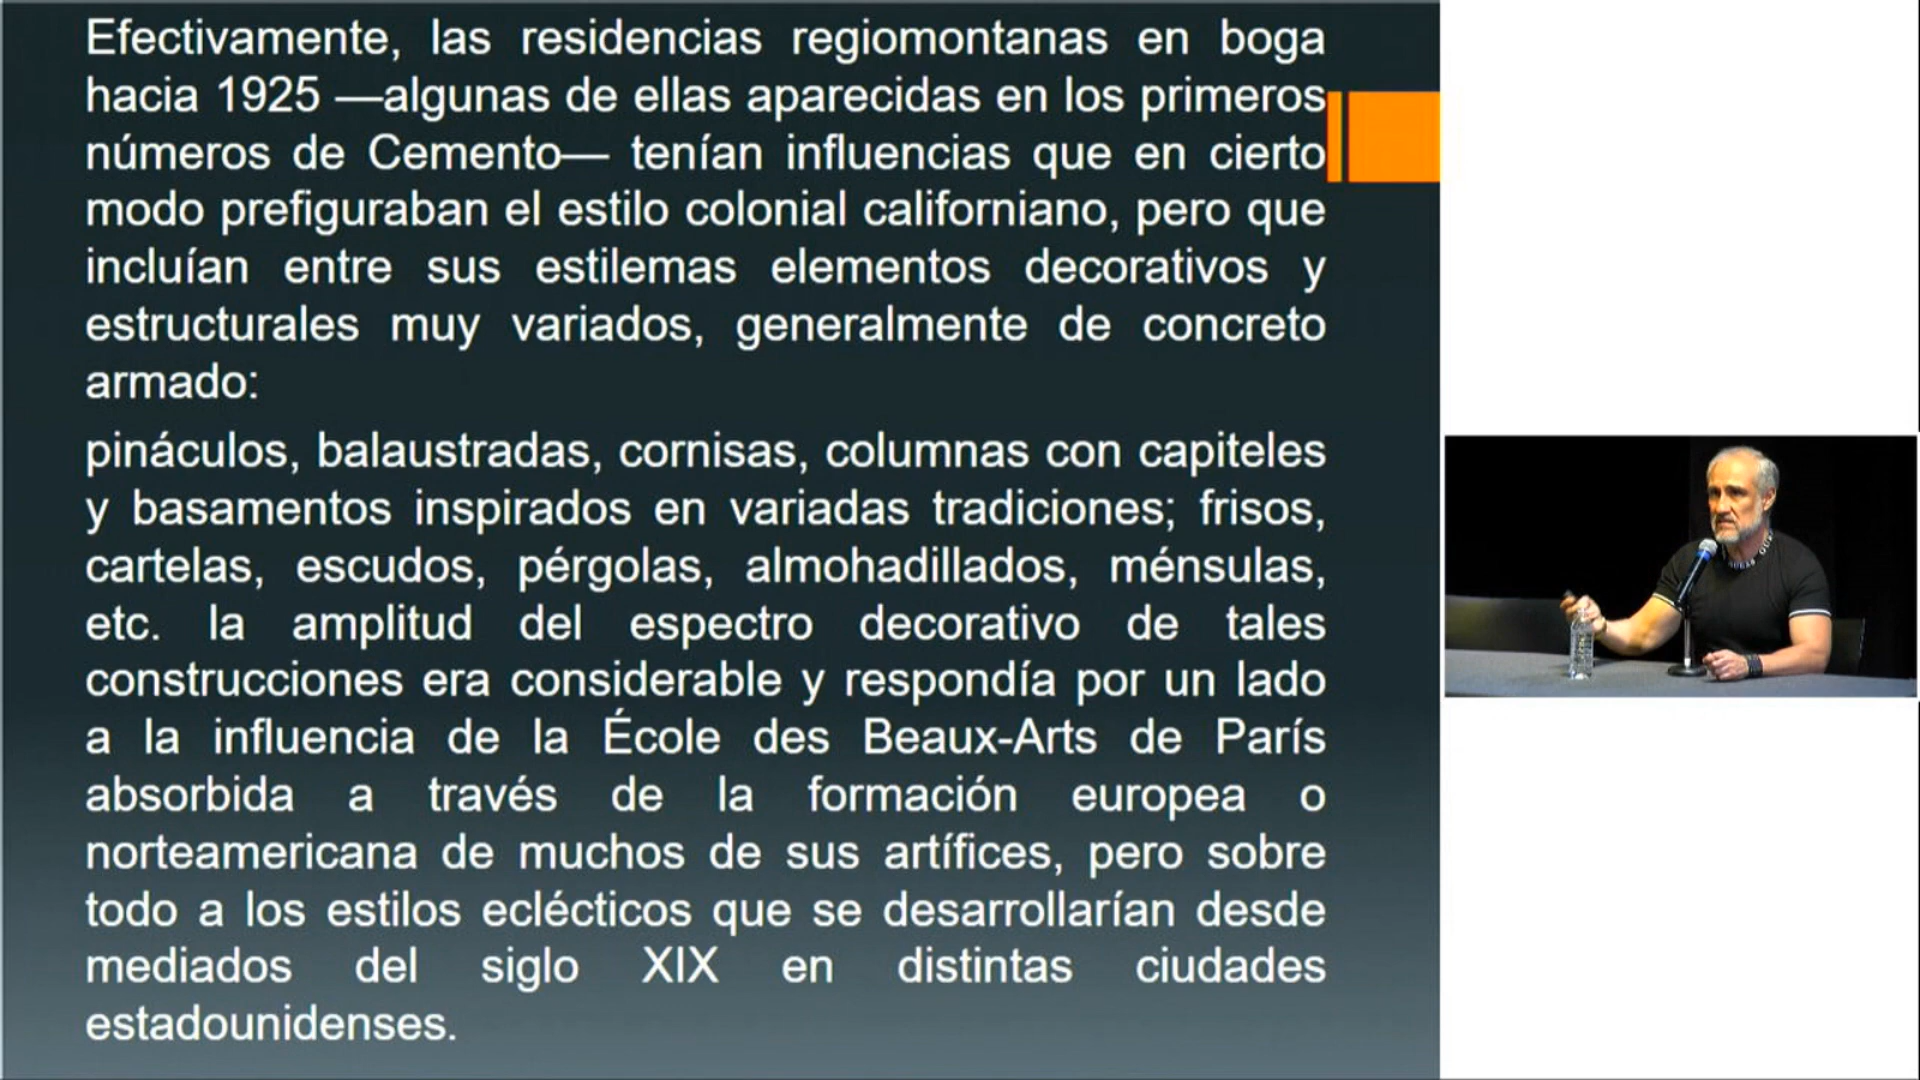 Efectivamente, las residencias regiomontanas en boga
hacia 1925 —algunas de ellas aparecidas en los primeros
números de Cemento— tenían influencias que en cierto
modo prefiguraban el estilo colonial californiano, pero que
incluían entre sus estilemas elementos decorativos y
estructurales muy variados, generalmente de concreto
armado:
pináculos, balaustradas, cornisas, columnas con capiteles
y basamentos inspirados en variadas tradiciones; frisos,
cartelas, escudos, pérgolas, almohadillados, ménsulas,
etc. la amplitud del espectro decorativo de tales
construcciones era considerable y respondía por un lado
a la influencia de la École des Beaux-Arts de París
absorbida a través de la formación europea o
norteamericana de muchos de sus artífices, pero sobre
todo a los estilos eclécticos que se desarrollarían desde
mediados del siglo XIX en distintas ciudades
estadounidenses.